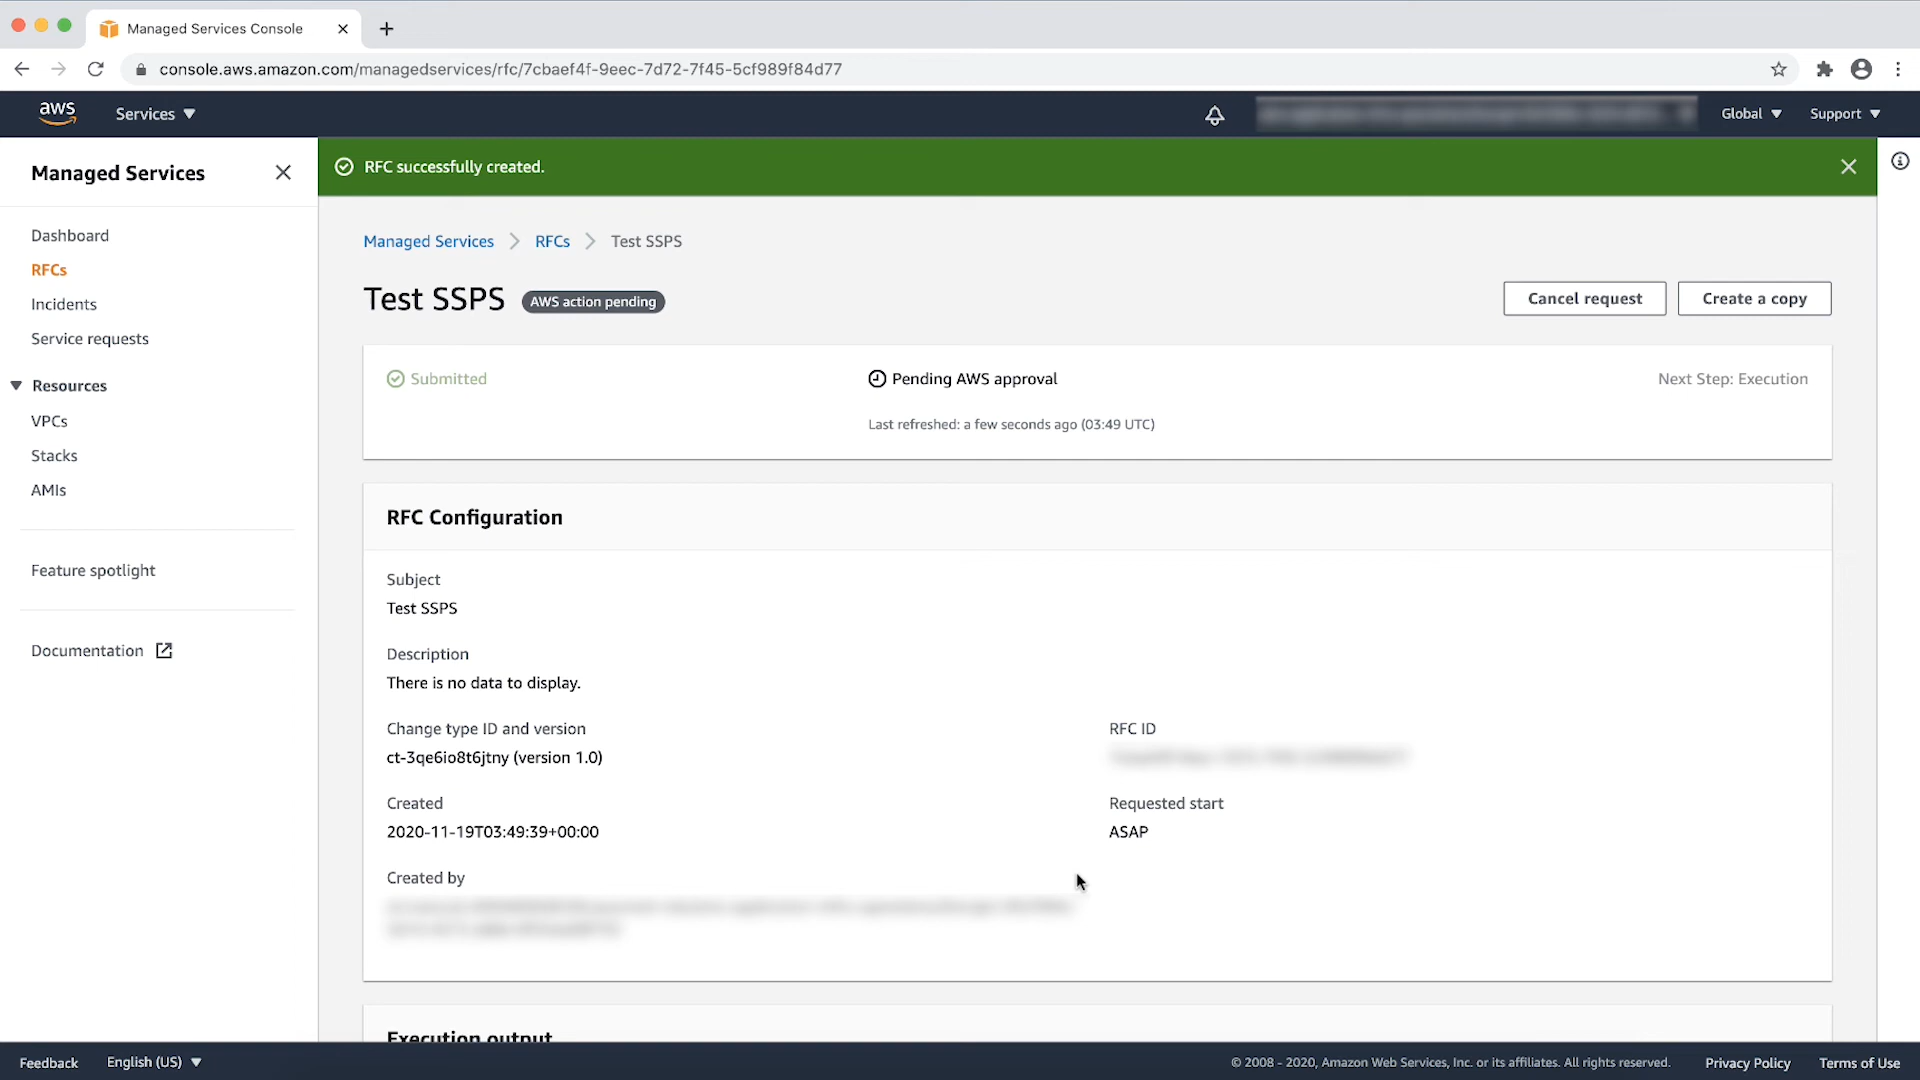 Managed Services Console
console.aws.amazon.com/managedservices/rfc/7cbaef4f-9eec-7d72-7f45-5cf989f84d77
aws
Services
Global
Support
Managed Services
Dashboard
RFCs
Incidents
Service requests
Resources
VPCs
Stacks
AMIs
Feature spotlight
Documentation
RFC successfully created.
Managed Services
RFCs
Test SSPS
Test SSPS
AWS action pending
Cancel request
Create a copy
Submitted
Pending AWS approval
Last refreshed: a few seconds ago (03:49 UTC)
Next Step: Execution
RFC Configuration
Subject
Test SSPS
Description
There is no data to display.
Change type ID and version
ct-3qe6io8t6jtny (version 1.0)
RFC ID
Created
2020-11-19T03:49:39+00:00
Requested start
ASAP
Created by
Execution output
Feedback
English (US)
© 2008 - 2020, Amazon Web Services, Inc. or its affiliates. All rights reserved.
Privacy Policy
Terms of Use